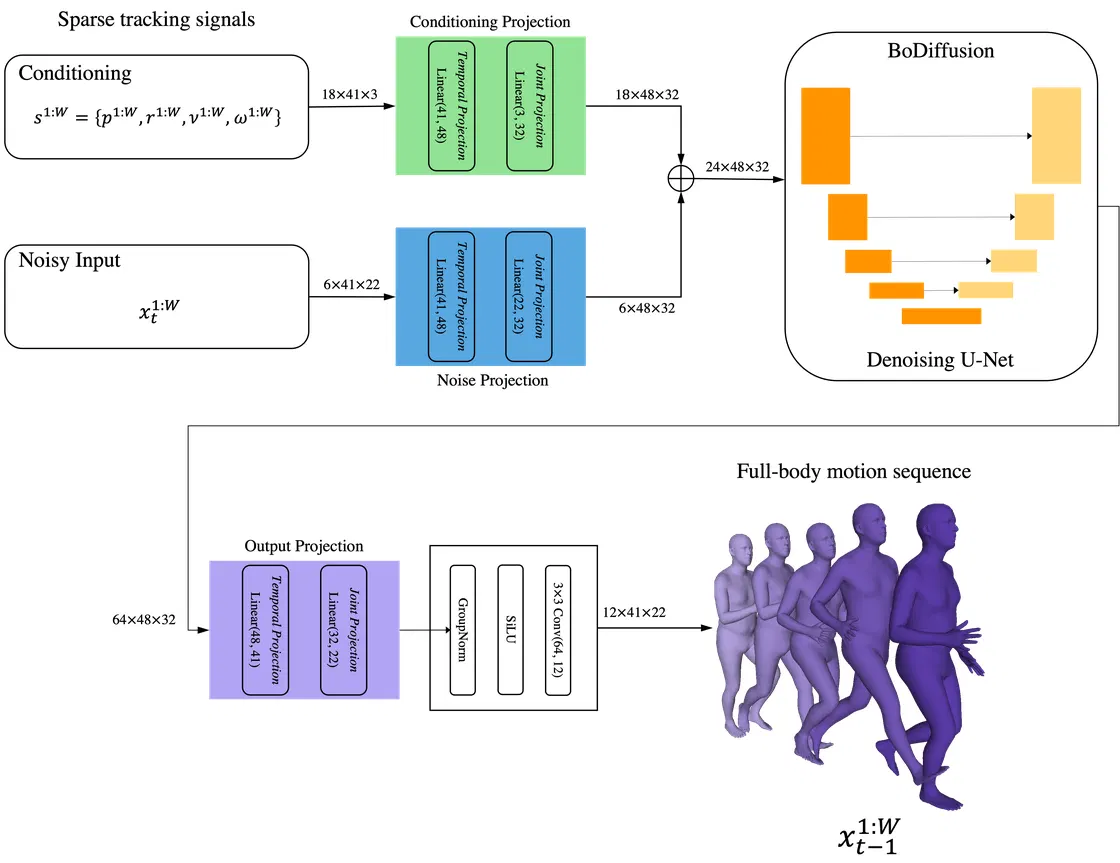 Sparse tracking signals
Conditioning
s^{1:W} = {p^{1:W}, r^{1:W}, ν^{1:W}, ω^{1:W}}
18×41×3
Conditioning Projection
Temporal Projection
Linear(41, 48)
Joint Projection
Linear(3, 32)
18×48×32
Noisy Input
x_t^{1:W}
6×41×22
Temporal Projection
Linear(41, 48)
Joint Projection
Linear(22, 32)
Noise Projection
6×48×32
24×48×32
BoDiffusion
Denoising U-Net
64×48×32
Output Projection
Temporal Projection
Linear(48, 41)
Joint Projection
Linear(32, 22)
GroupNorm
SiLU
3×3 Conv(64, 12)
12×41×22
Full-body motion sequence
x_{t−1}^{1:W}